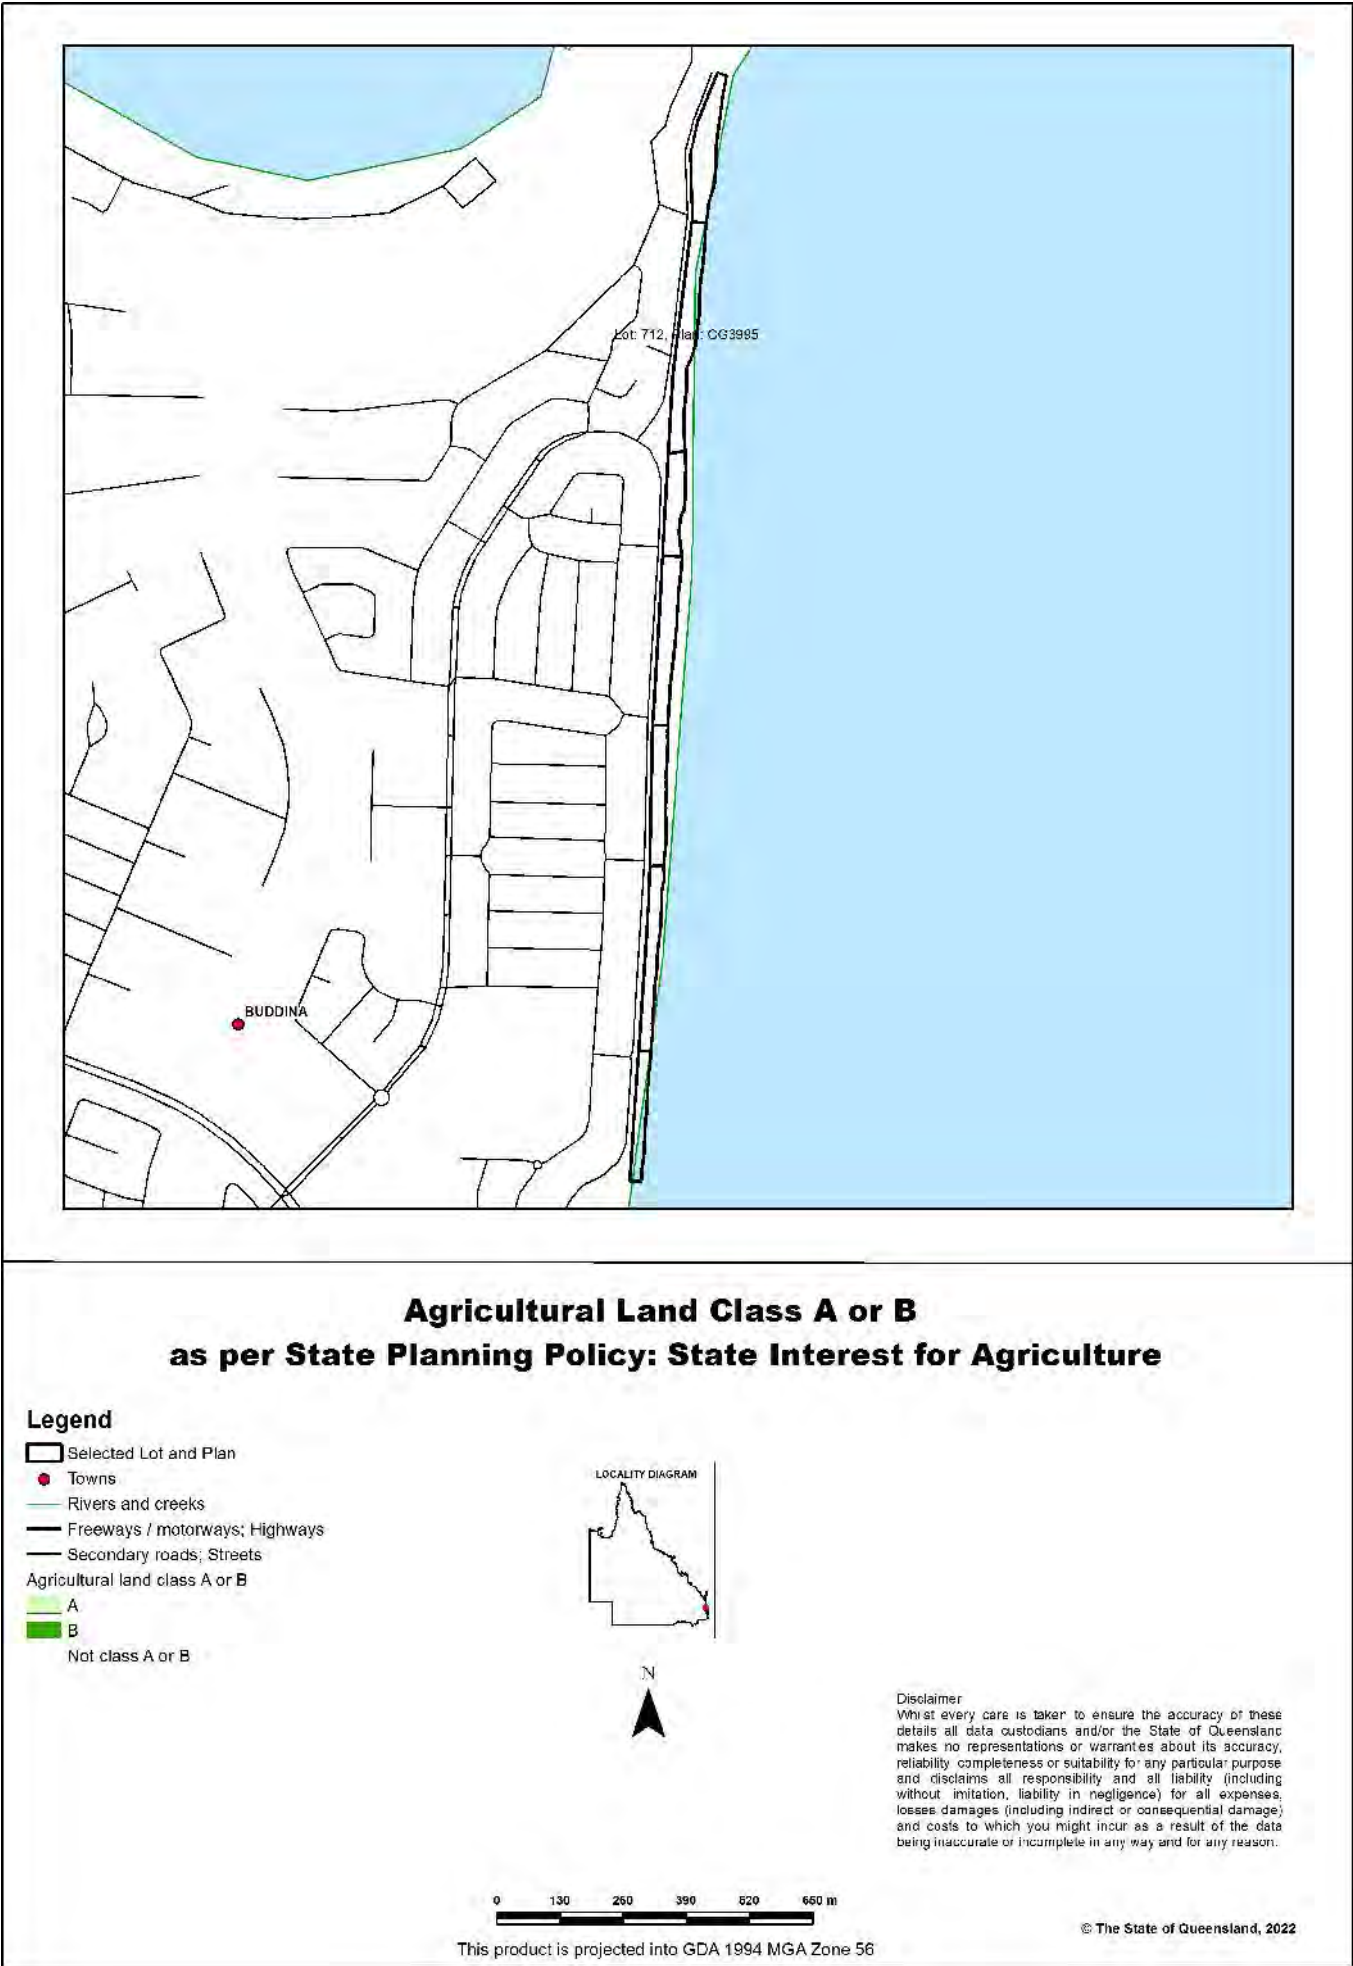 Lot: 712, Plan: CG3995
BUDDINA
Agricultural Land Class A or B
as per State Planning Policy: State Interest for Agriculture
Legend
Selected Lot and Plan
Towns
Rivers and creeks
Freeways / motorways; Highways
Secondary roads; Streets
Agricultural land class A or B
A
B
Not class A or B
LOCALITY DIAGRAM
N
Disclaimer
Whilst every care is taken to ensure the accuracy of these
details all data custodians and/or the State of Queensland
makes no representations or warranties about its accuracy,
reliability completeness or suitability for any particular purpose
and disclaims all responsibility and all liability (including
without imitation, liability in negligence) for all expenses,
losses damages (including indirect or consequential damage)
and costs to which you might incur as a result of the data
being inaccurate or incomplete in any way and for any reason.
0 130 260 390 520 650 m
This product is projected into GDA 1994 MGA Zone 56
© The State of Queensland, 2022